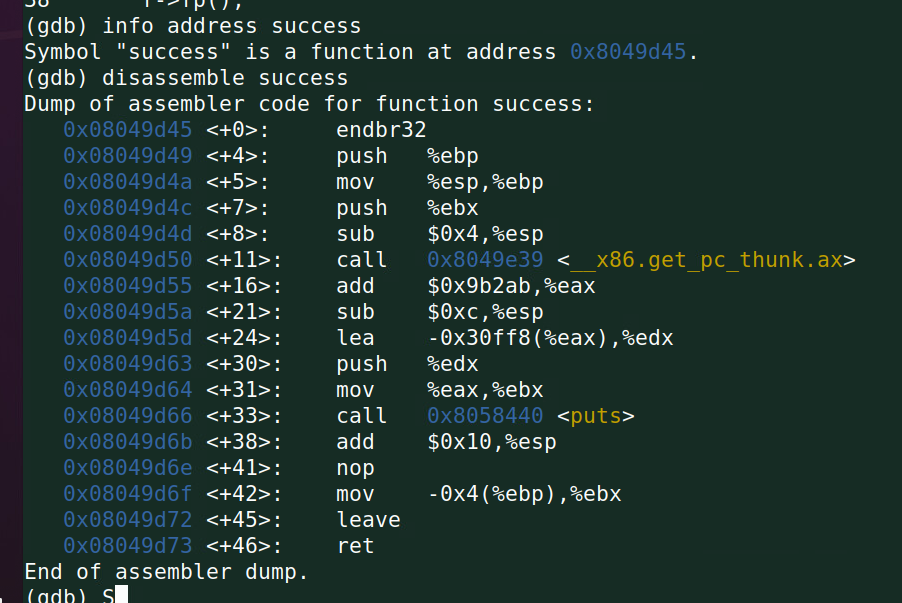 38      f->fp();
(gdb) info address success
Symbol "success" is a function at address 0x8049d45.
(gdb) disassemble success
Dump of assembler code for function success:
   0x08049d45 <+0>:    endbr32
   0x08049d49 <+4>:    push   %ebp
   0x08049d4a <+5>:    mov    %esp,%ebp
   0x08049d4c <+7>:    push   %ebx
   0x08049d4d <+8>:    sub    $0x4,%esp
   0x08049d50 <+11>:    call   0x8049e39 <__x86.get_pc_thunk.ax>
   0x08049d55 <+16>:    add    $0x9b2ab,%eax
   0x08049d5a <+21>:    sub    $0xc,%esp
   0x08049d5d <+24>:    lea    -0x30ff8(%eax),%edx
   0x08049d63 <+30>:    push   %edx
   0x08049d64 <+31>:    mov    %eax,%ebx
   0x08049d66 <+33>:    call   0x8058440 <puts>
   0x08049d6b <+38>:    add    $0x10,%esp
   0x08049d6e <+41>:    nop
   0x08049d6f <+42>:    mov    -0x4(%ebp),%ebx
   0x08049d72 <+45>:    leave
   0x08049d73 <+46>:    ret
End of assembler dump.
(gdb) S